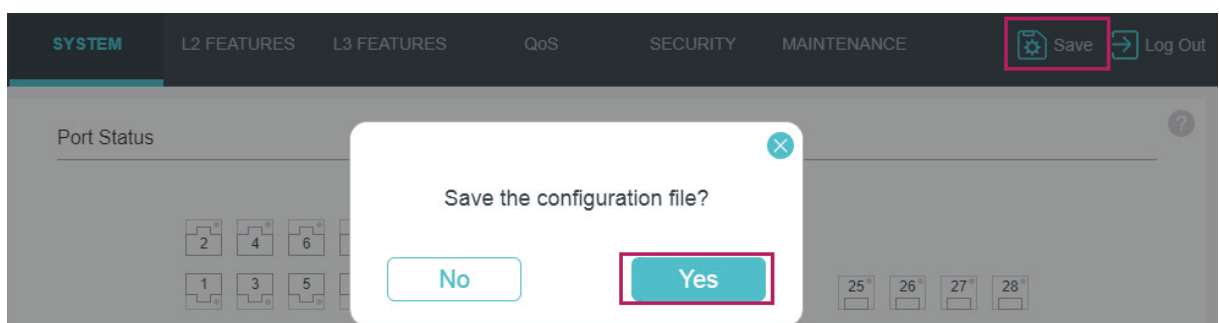 SYSTEM L2 FEATURES L3 FEATURES QoS SECURITY MAINTENANCE Save Log Out
Port Status ?
Save the configuration file?
2 4 6
No Yes
1 3 5 25 26 27 28